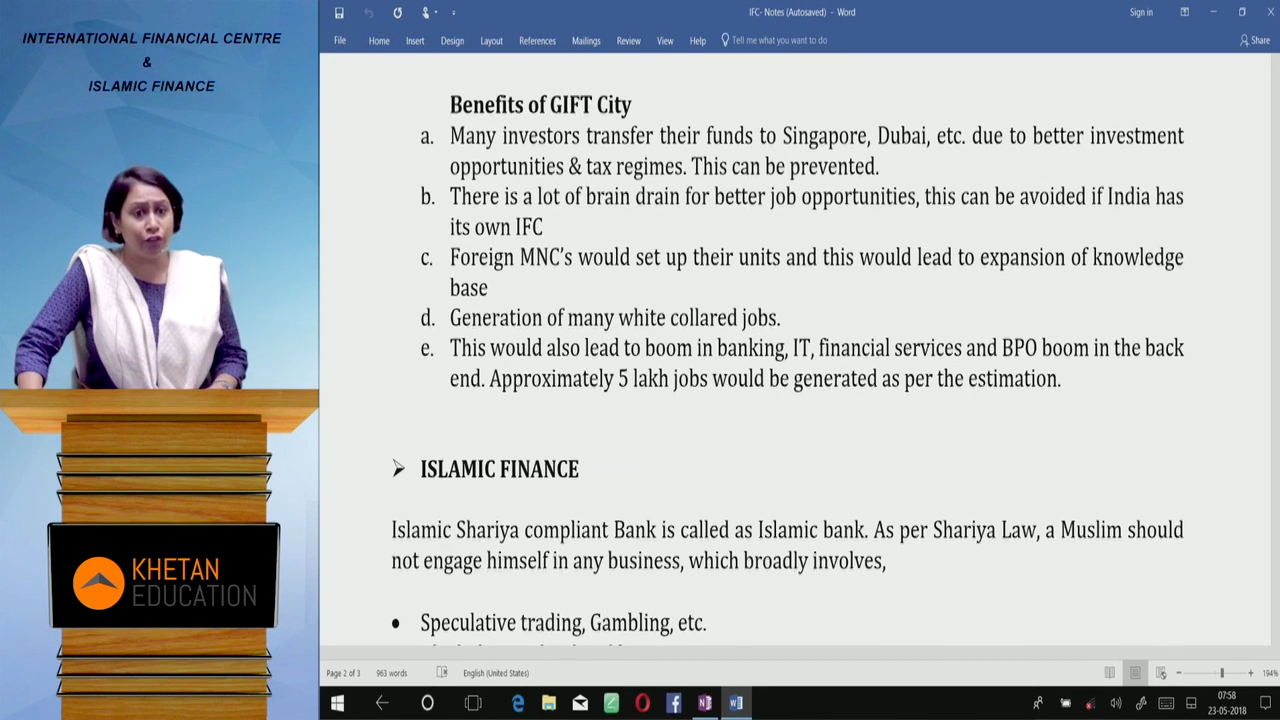 INTERNATIONAL FINANCIAL CENTRE
&
ISLAMIC FINANCE
KHETAN
EDUCATION
IFC- Notes (Autosaved) - Word
Sign in
File Home Insert Design Layout References Mailings Review View Help Tell me what you want to do Share
Benefits of GIFT City
a. Many investors transfer their funds to Singapore, Dubai, etc. due to better investment
opportunities & tax regimes. This can be prevented.
b. There is a lot of brain drain for better job opportunities, this can be avoided if India has
its own IFC
c. Foreign MNC's would set up their units and this would lead to expansion of knowledge
base
d. Generation of many white collared jobs.
e. This would also lead to boom in banking, IT, financial services and BPO boom in the back
end. Approximately 5 lakh jobs would be generated as per the estimation.
➢ ISLAMIC FINANCE
Islamic Shariya compliant Bank is called as Islamic bank. As per Shariya Law, a Muslim should
not engage himself in any business, which broadly involves,
• Speculative trading, Gambling, etc.
Page 2 of 3 963 words English (United States) 194%
07:58
23-05-2018